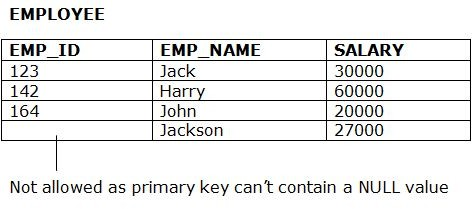 EMPLOYEE
EMP_ID EMP_NAME SALARY
123 Jack 30000
142 Harry 60000
164 John 20000
Jackson 27000
Not allowed as primary key can't contain a NULL value